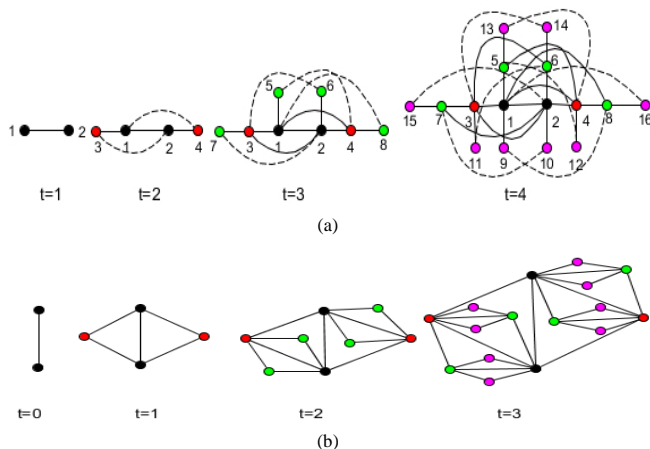 13 14
5 6 5 6
1 2 3 1 2 4 7 3 1 2 4 8 15 7 3 1 2 4 8 16
11 9 10 12
t=1 t=2 t=3 t=4
(a)
t=0 t=1 t=2 t=3
(b)